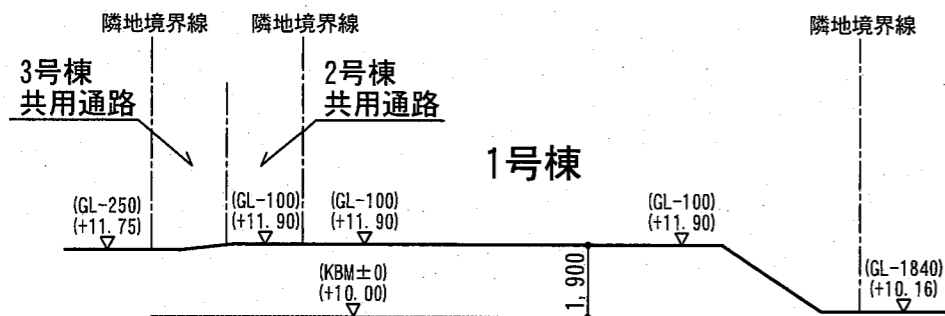 隣地境界線
隣地境界線
隣地境界線
3号棟
共用通路
2号棟
共用通路
1号棟
(GL-250)
(+11.75)
(GL-100)
(+11.90)
(GL-100)
(+11.90)
(GL-100)
(+11.90)
(KBM±0)
(+10.00)
1,900
(GL-1840)
(+10.16)